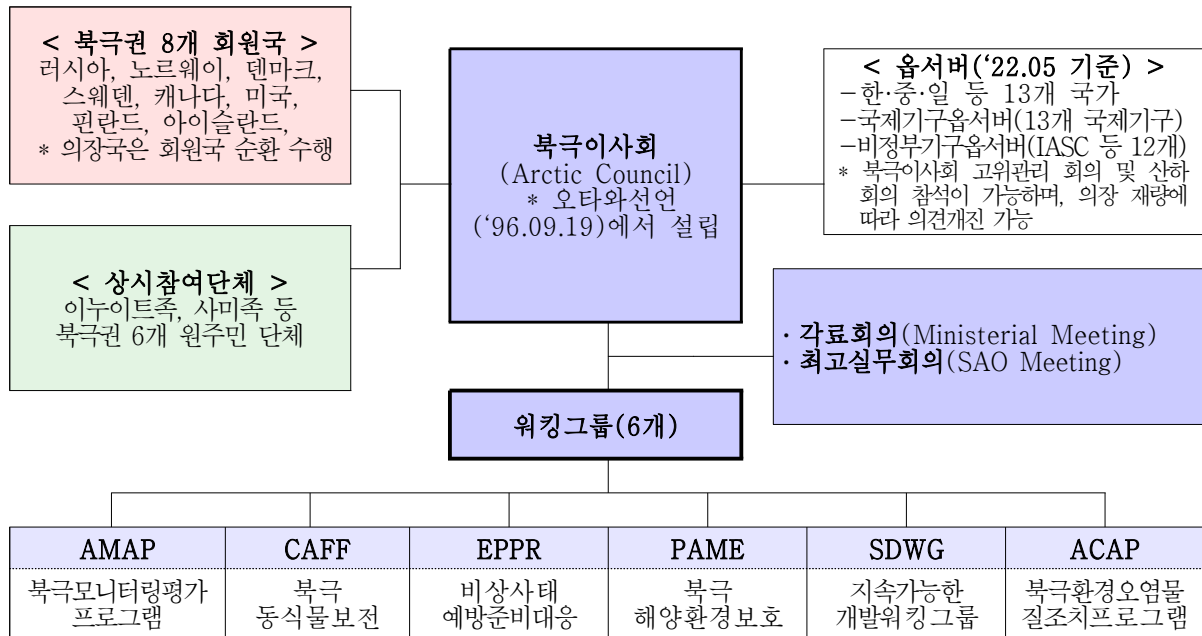 < 북극권 8개 회원국 >
러시아, 노르웨이, 덴마크,
스웨덴, 캐나다, 미국,
핀란드, 아이슬란드,
* 의장국은 회원국 순환 수행
< 상시참여단체 >
이누이트족, 사미족 등
북극권 6개 원주민 단체
북극이사회
(Arctic Council)
* 오타와선언
(‘96.09.19)에서 설립
< 옵서버(‘22.05 기준) >
-한·중·일 등 13개 국가
-국제기구옵서버(13개 국제기구)
-비정부기구옵서버(IASC 등 12개)
* 북극이사회 고위관리 회의 및 산하
회의 참석이 가능하며, 의장 재량에
따라 의견개진 가능
· 각료회의(Ministerial Meeting)
· 최고실무회의(SAO Meeting)
워킹그룹(6개)
AMAP
북극모니터링평가
프로그램
CAFF
북극
동식물보전
EPPR
비상사태
예방준비대응
PAME
북극
해양환경보호
SDWG
지속가능한
개발워킹그룹
ACAP
북극환경오염물
질조치프로그램